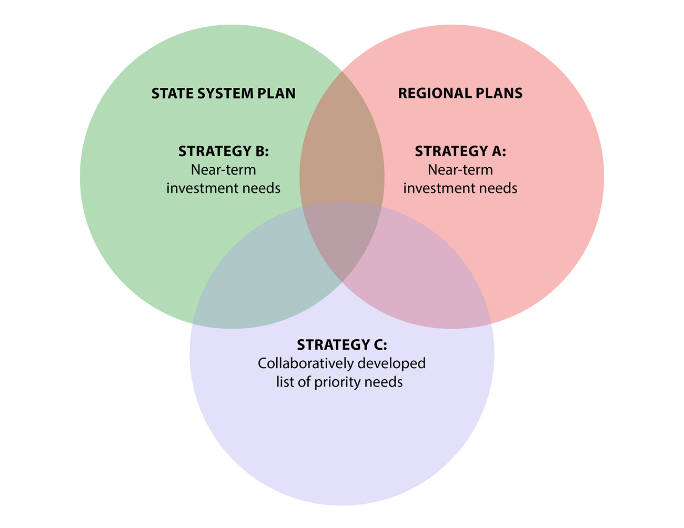 STATE SYSTEM PLAN
STRATEGY B:
Near-term
investment needs
REGIONAL PLANS
STRATEGY A:
Near-term
investment needs
STRATEGY C:
Collaboratively developed
list of priority needs